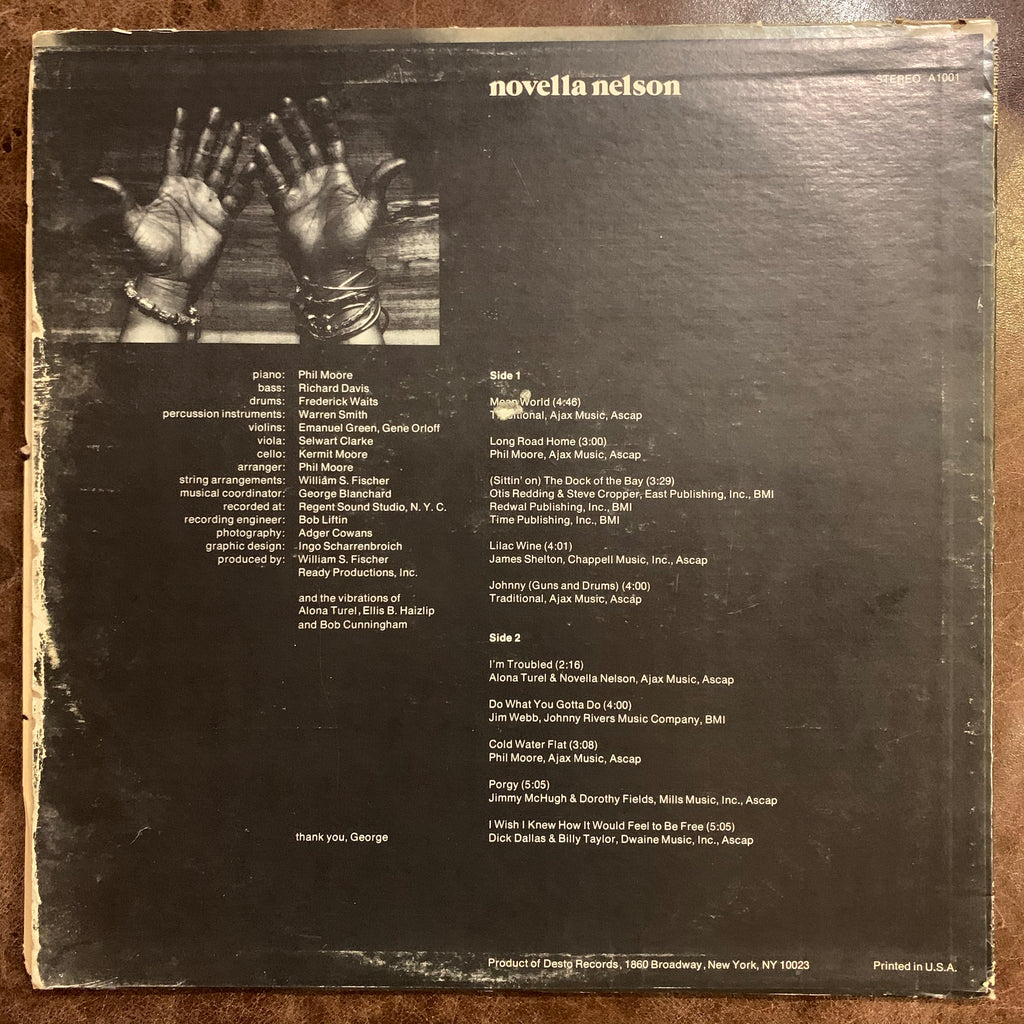 novella nelson
STEREO A1001
piano: Phil Moore
bass: Richard Davis
drums: Frederick Waits
percussion instruments: Warren Smith
violins: Emanuel Green, Gene Orloff
viola: Selwart Clarke
cello: Kermit Moore
arranger: Phil Moore
string arrangements: William S. Fischer
musical coordinator: George Blanchard
recorded at: Regent Sound Studio, N. Y. C.
recording engineer: Bob Liftin
photography: Adger Cowans
graphic design: Ingo Scharrenbroich
produced by: William S. Fischer
Ready Productions, Inc.
and the vibrations of
Alona Turel, Ellis B. Haizlip
and Bob Cunningham
thank you, George
Side 1
Mean World (4:46)
Traditional, Ajax Music, Ascap
Long Road Home (3:00)
Phil Moore, Ajax Music, Ascap
(Sittin' on) The Dock of the Bay (3:29)
Otis Redding & Steve Cropper, East Publishing, Inc., BMI
Redwal Publishing, Inc., BMI
Time Publishing, Inc., BMI
Lilac Wine (4:01)
James Shelton, Chappell Music, Inc., Ascap
Johnny (Guns and Drums) (4:00)
Traditional, Ajax Music, Ascap
Side 2
I'm Troubled (2:16)
Alona Turel & Novella Nelson, Ajax Music, Ascap
Do What You Gotta Do (4:00)
Jim Webb, Johnny Rivers Music Company, BMI
Cold Water Flat (3:08)
Phil Moore, Ajax Music, Ascap
Porgy (5:05)
Jimmy McHugh & Dorothy Fields, Mills Music, Inc., Ascap
I Wish I Knew How It Would Feel to Be Free (5:05)
Dick Dallas & Billy Taylor, Dwaine Music, Inc., Ascap
Product of Desto Records, 1860 Broadway, New York, NY 10023
Printed in U.S.A.